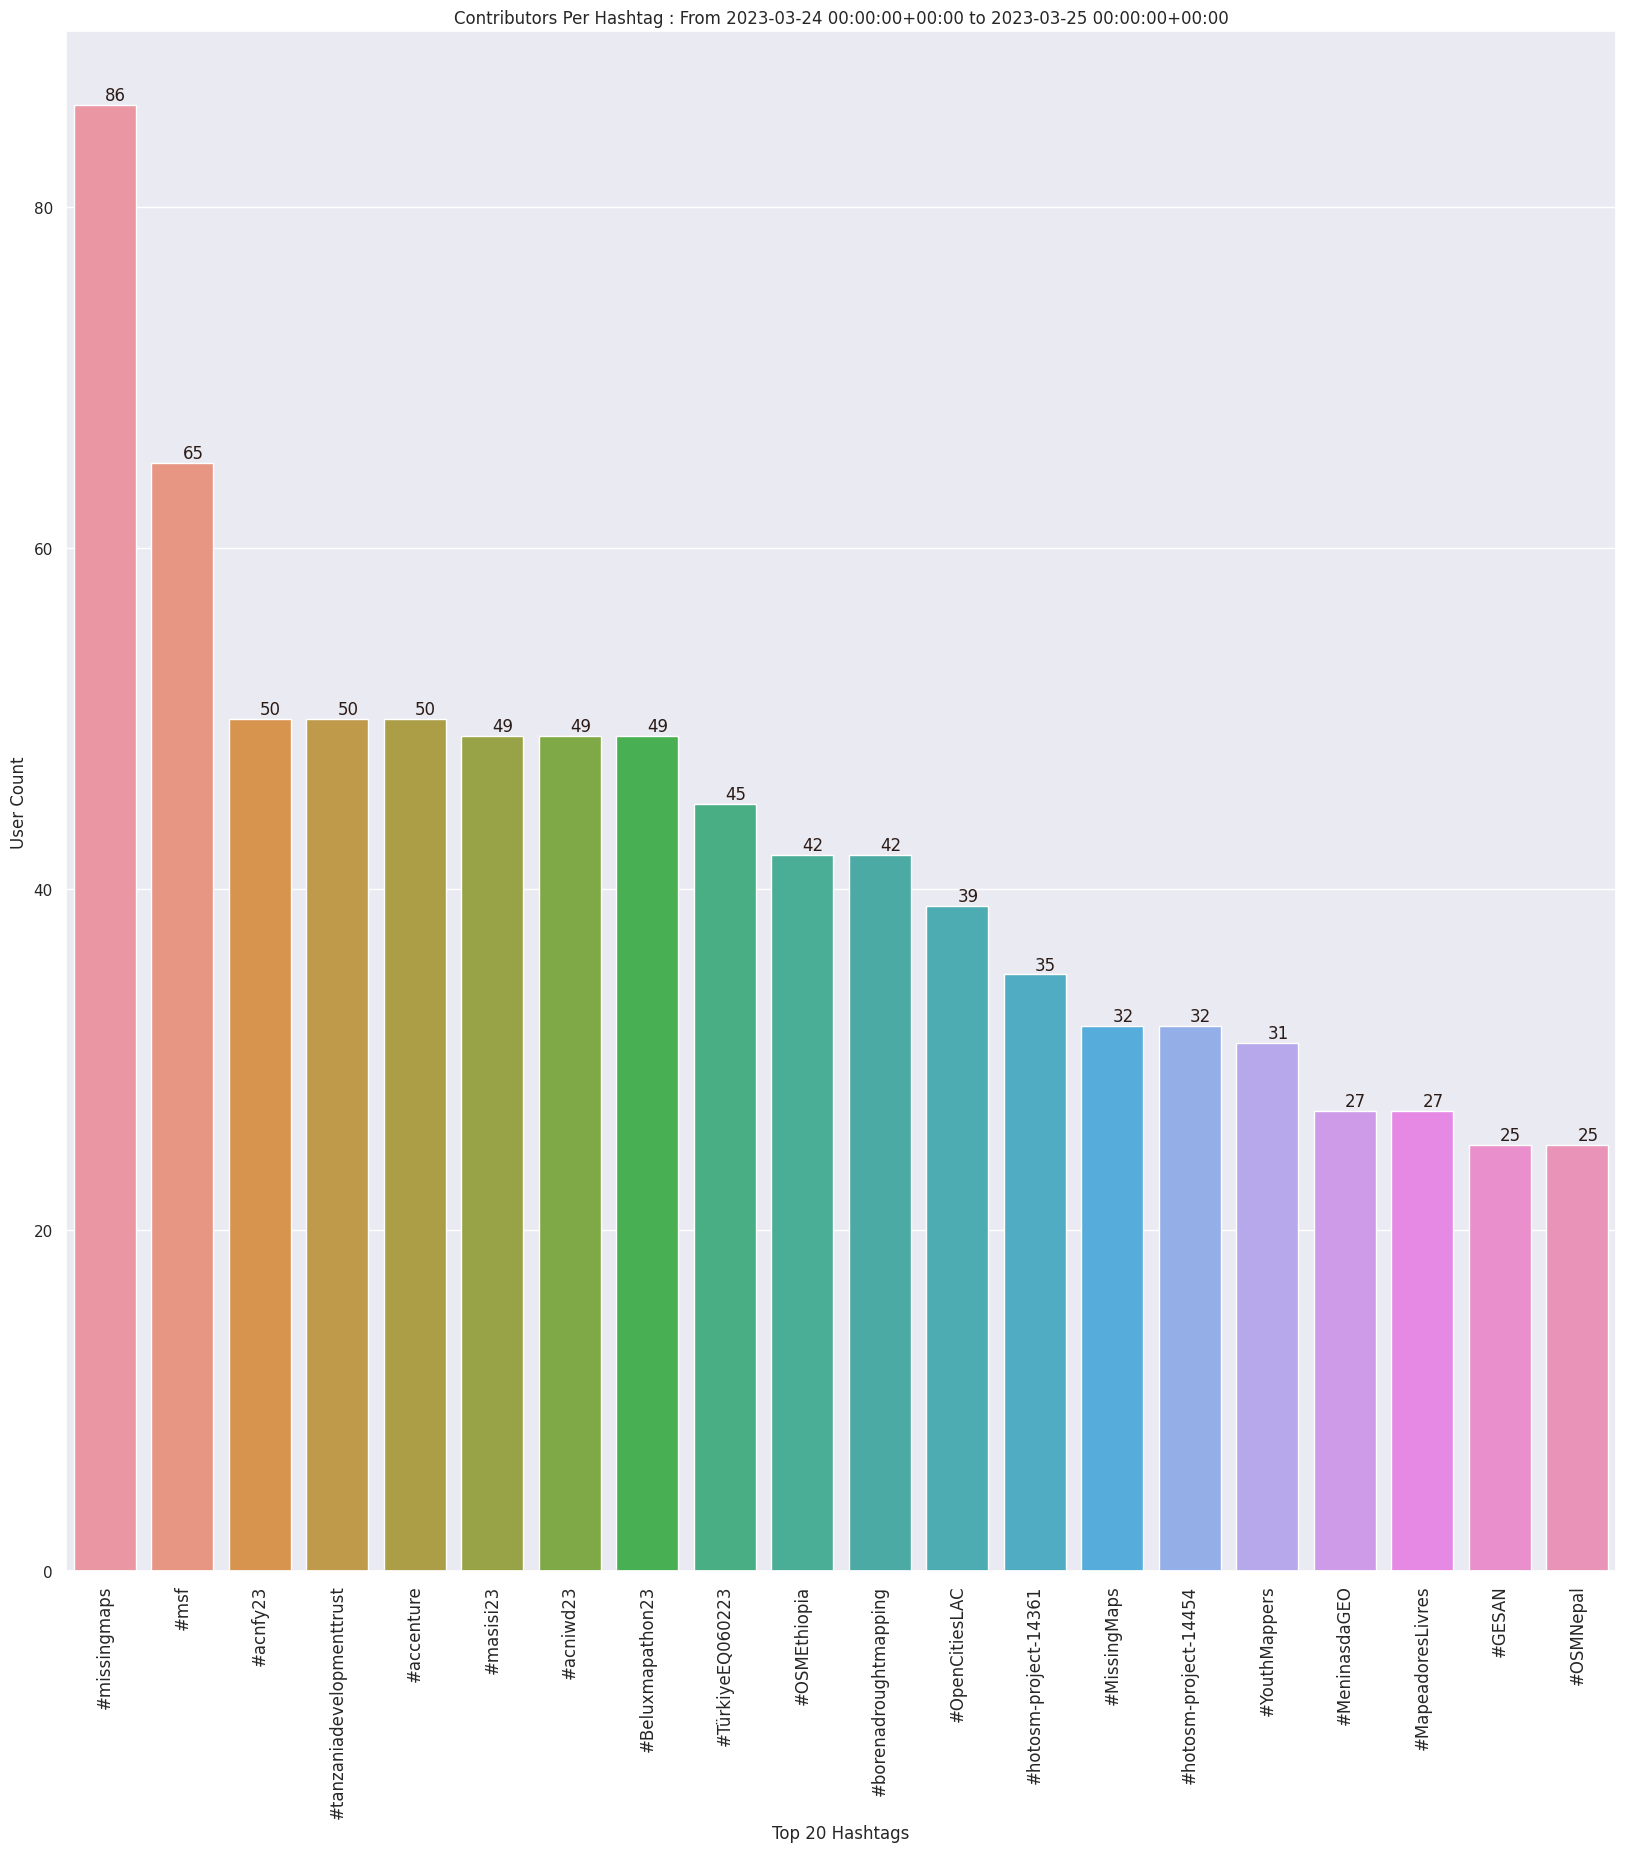 Contributors Per Hashtag : From 2023-03-24 00:00:00+00:00 to 2023-03-25 00:00:00+00:00
86
65
50
50
50
49
49
49
45
42
42
39
35
32
32
31
27
27
25
25
80
60
40
20
0
User Count
#missingmaps
#msf
#acnfy23
#tanzaniadevelopmenttrust
#accenture
#masisi23
#acniwd23
#Beluxmapathon23
#TürkiyeEQ060223
#OSMEthiopia
#borenadroughtmapping
#OpenCitiesLAC
#hotosm-project-14361
#MissingMaps
#hotosm-project-14454
#YouthMappers
#MeninasdaGEO
#MapeadoresLivres
#GESAN
#OSMNepal
Top 20 Hashtags